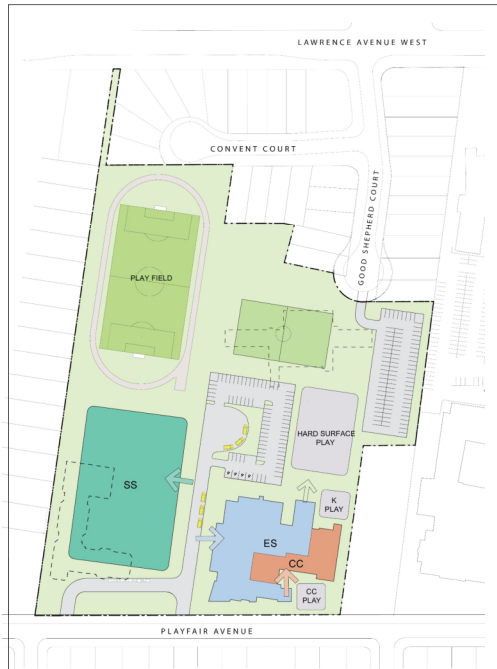 LAWRENCE AVENUE WEST
CONVENT COURT
GOOD SHEPHERD COURT
PLAY FIELD
HARD SURFACE
PLAY
SS
K
PLAY
ES
CC
CC
PLAY
PLAYFAIR AVENUE